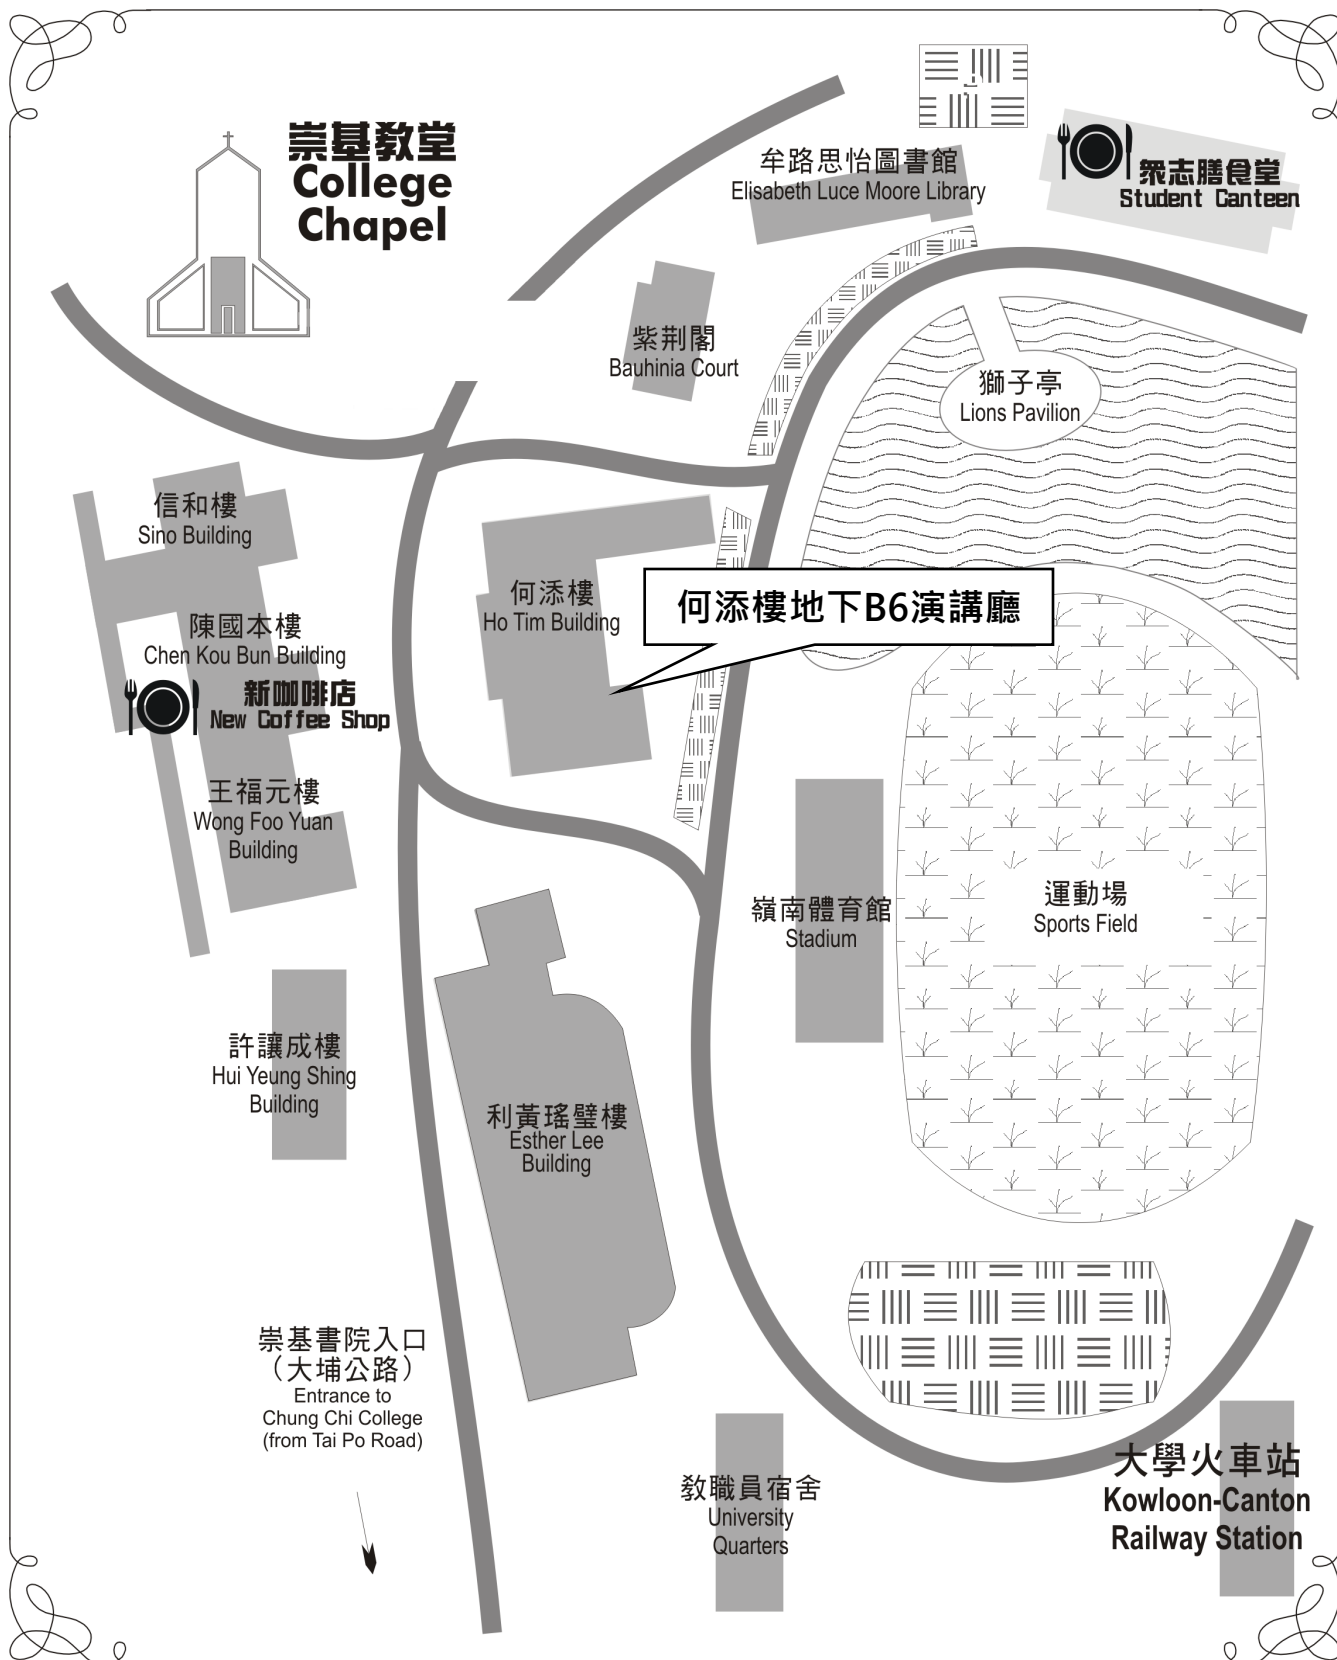 崇基教堂
College
Chapel
牟路思怡圖書館
Elisabeth Luce Moore Library
眾志膳食堂
Student Canteen
紫荆閣
Bauhinia Court
獅子亭
Lions Pavilion
信和樓
Sino Building
何添樓
Ho Tim Building
何添樓地下B6演講廳
陳國本樓
Chen Kou Bun Building
新咖啡店
New Coffee Shop
王福元樓
Wong Foo Yuan
Building
嶺南體育館
Stadium
運動場
Sports Field
許讓成樓
Hui Yeung Shing
Building
利黃瑤璧樓
Esther Lee
Building
崇基書院入口
（大埔公路）
Entrance to
Chung Chi College
(from Tai Po Road)
教職員宿舍
University
Quarters
大學火車站
Kowloon-Canton
Railway Station